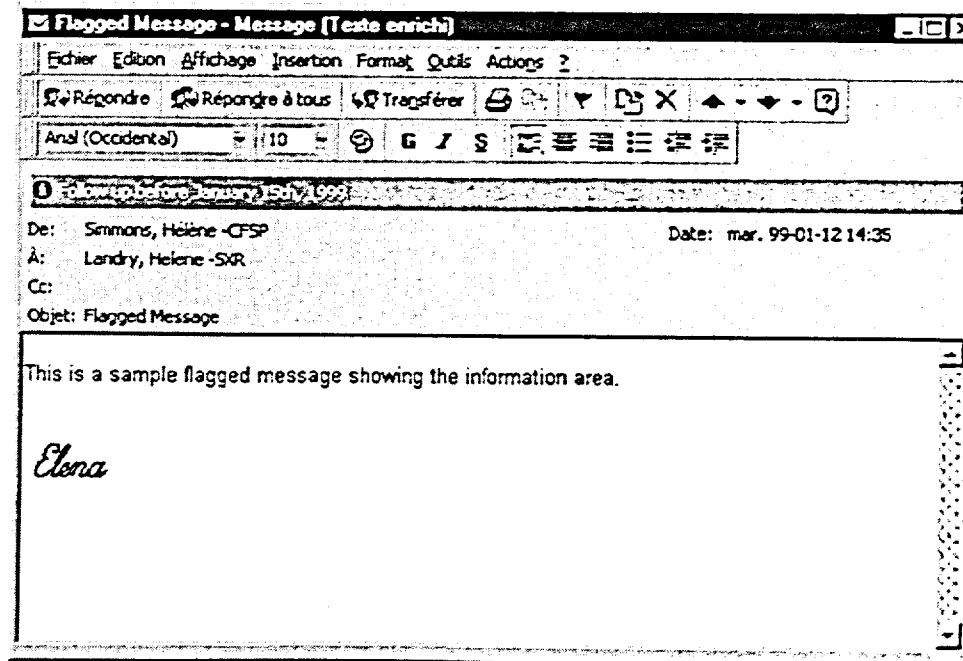 Flagged Message - Message (Texte enrichi)
Fichier Edition Affichage Insertion Format Outils Actions ?
Répondre Répondre à tous Transférer
Arial (Occidental) 10 G I S
Follow up before January, 15th, 1999.
De: Simmons, Hélène -CFSP Date: mar. 99-01-12 14:35
À: Landry, Helene -SXR
Cc:
Objet: Flagged Message
This is a sample flagged message showing the information area.
Elena